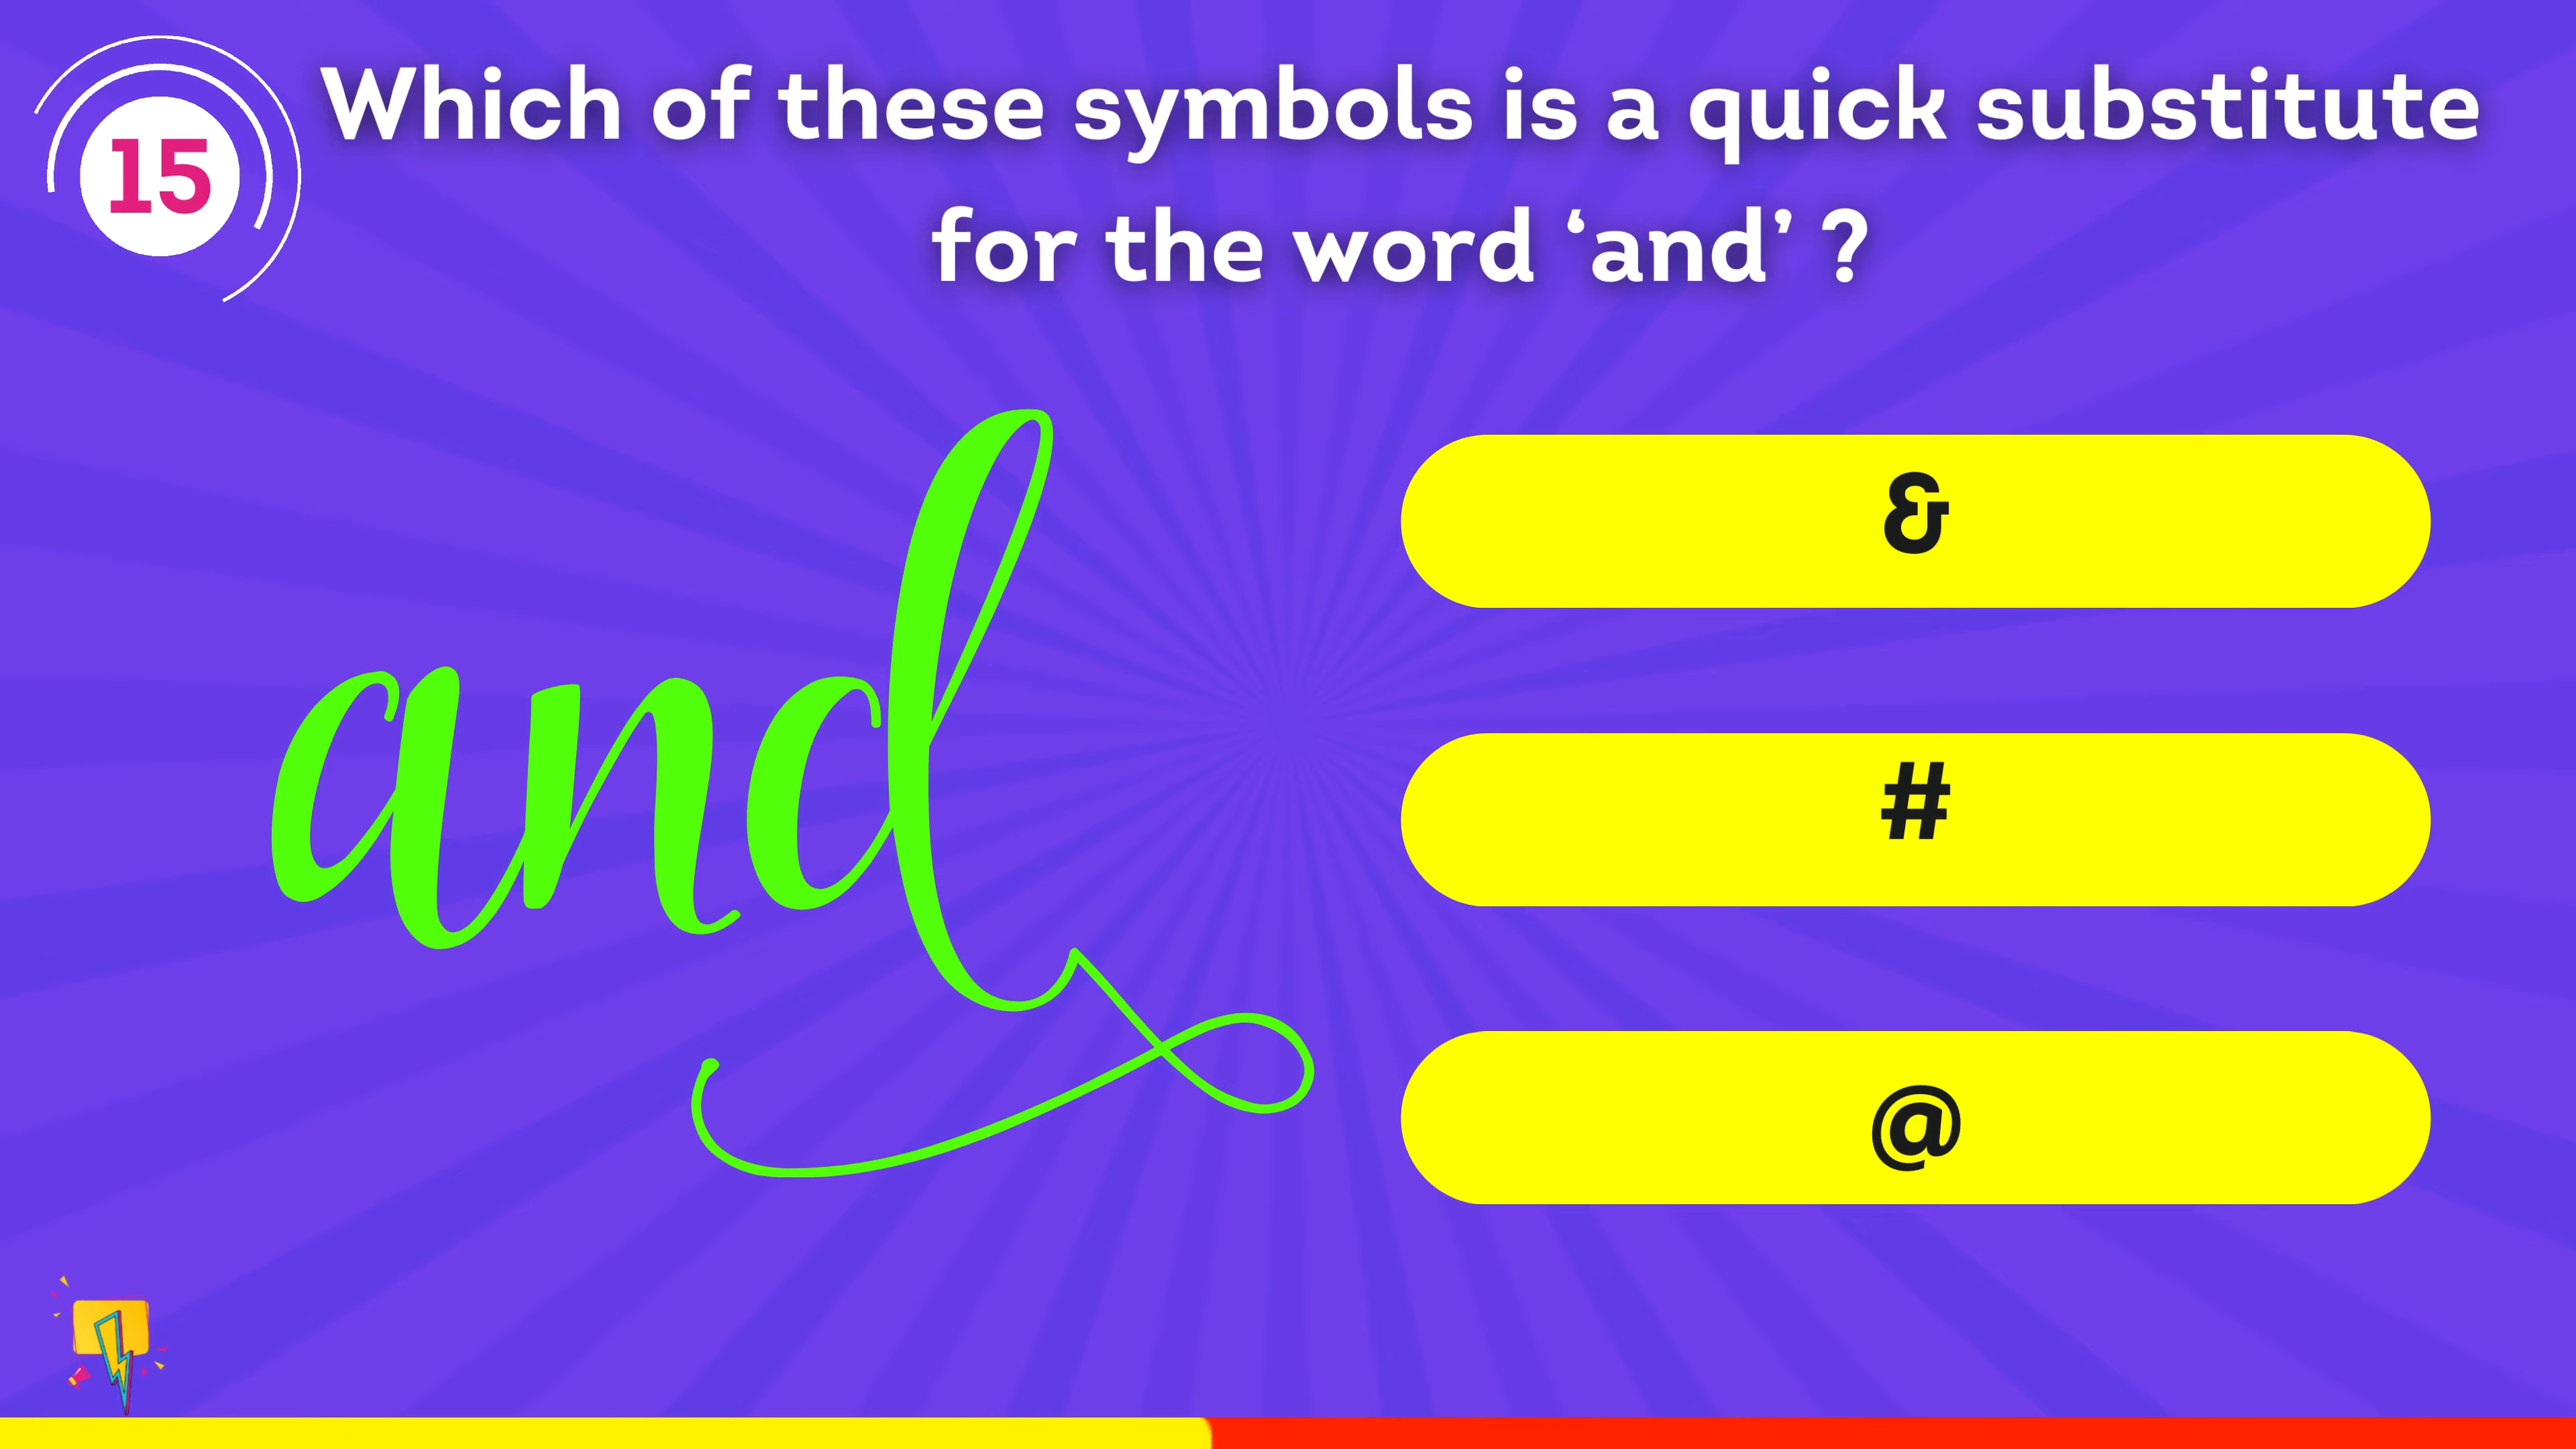 15
Which of these symbols is a quick substitute
for the word ‘and’ ?
and
&
#
@